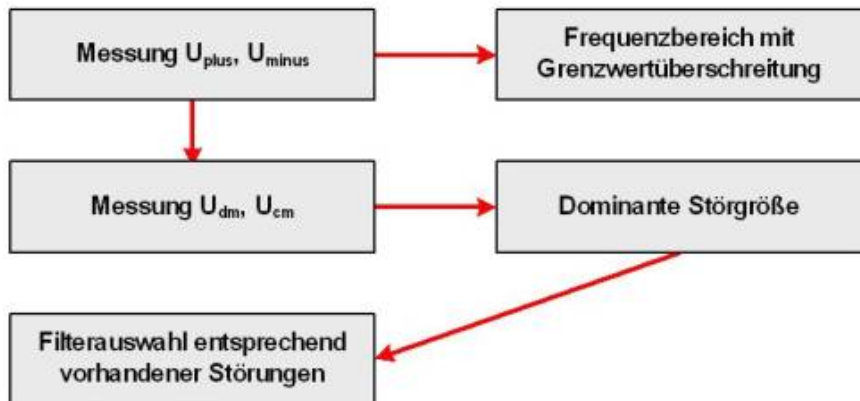 Messung Uplus, Uminus
Frequenzbereich mit
Grenzwertüberschreitung
Messung Udm, Ucm
Dominante Störgröße
Filterauswahl entsprechend
vorhandener Störungen